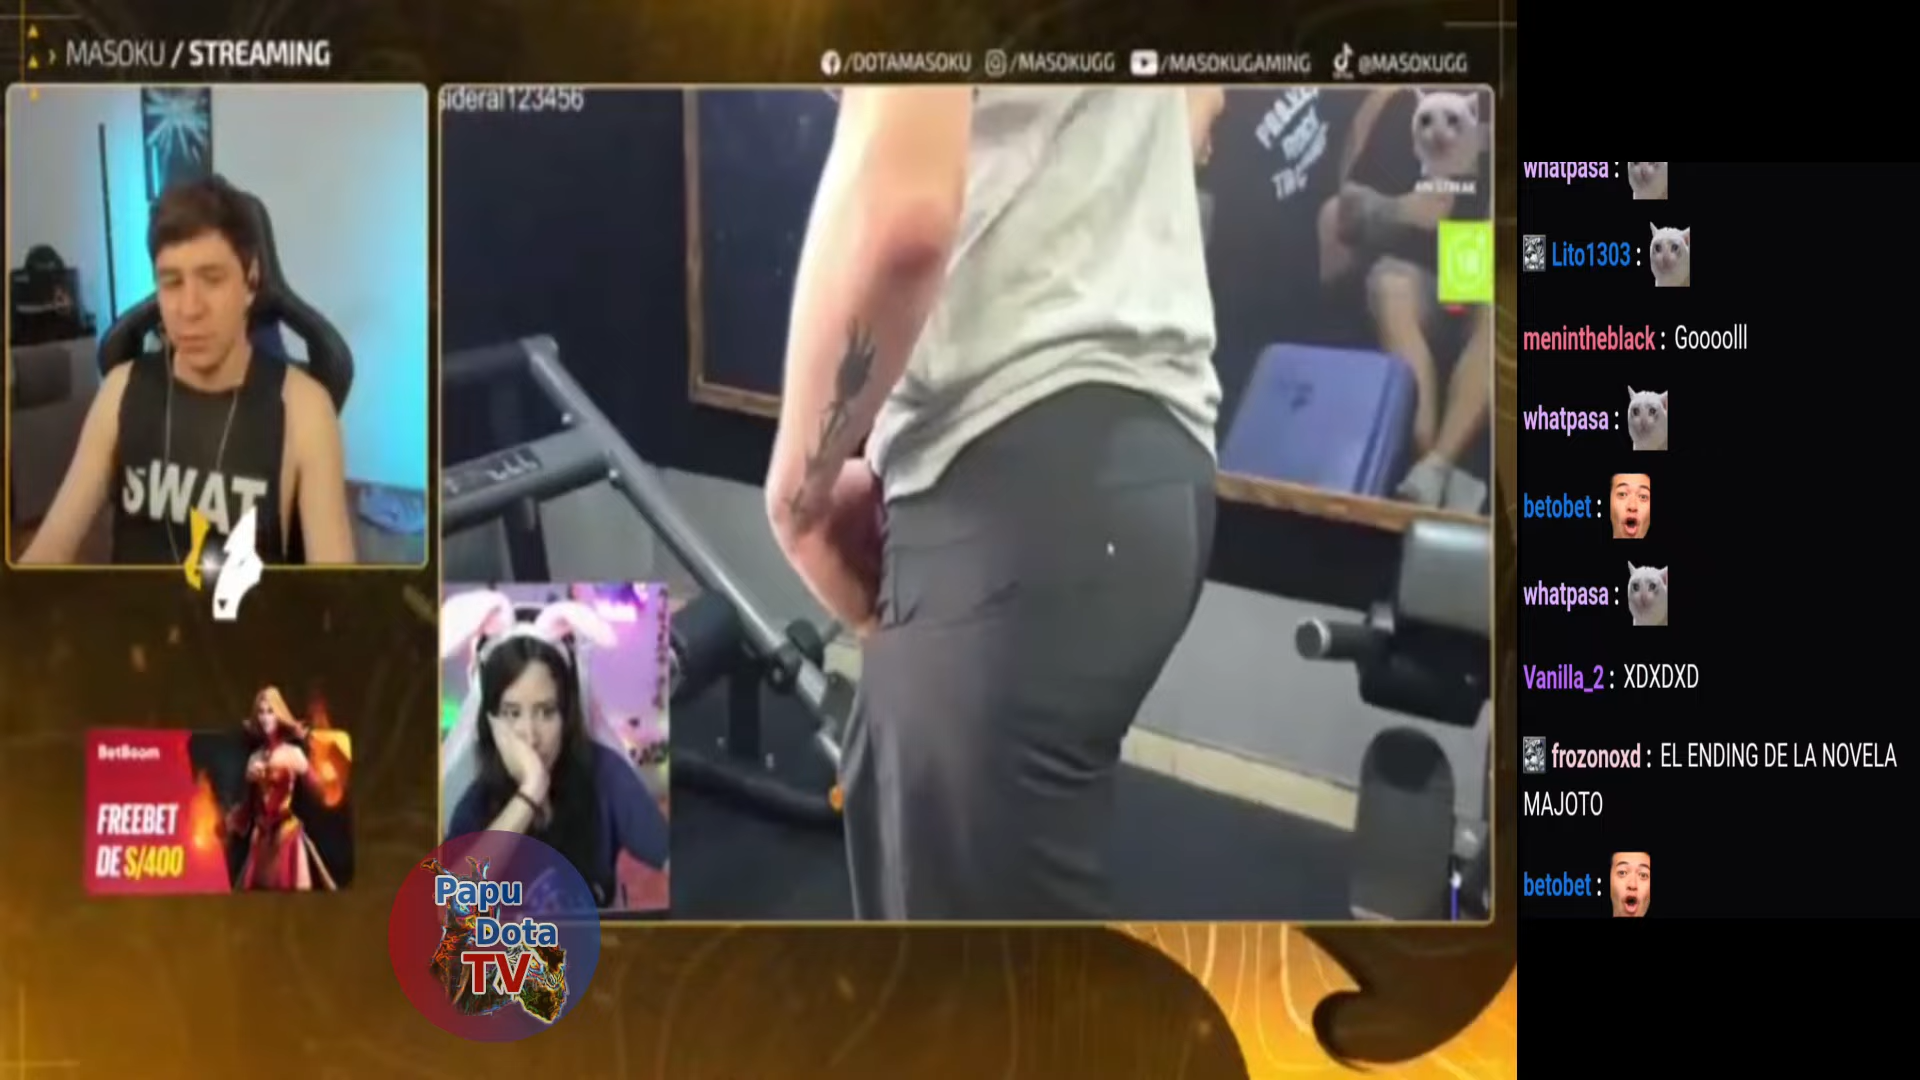 MASOKU / STREAMING
/DOTAMASOKU /MASOKUGG /MASOKUGAMING @MASOKUGG
sideral123456
SWAT
BetBoom
FREEBET
DE S/400
Papu
Dota
TV
whatpasa :
Lito1303 :
menintheblack : Goooolll
whatpasa :
betobet :
whatpasa :
Vanilla_2 : XDXDXD
frozonoxd : EL ENDING DE LA NOVELA
MAJOTO
betobet :